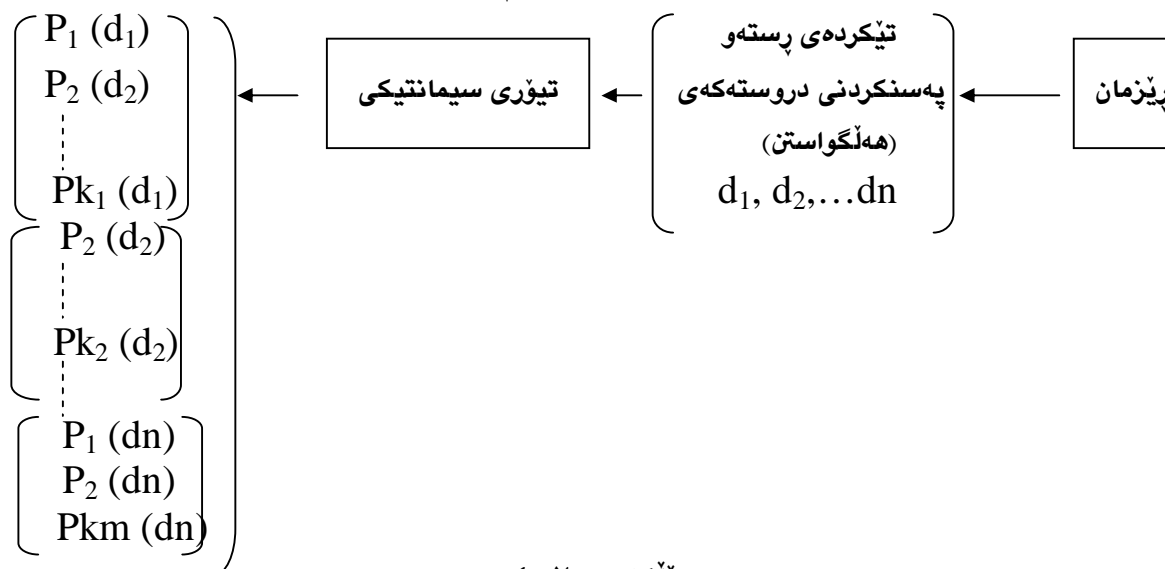 ڕێزمان
تێکردەی ڕستەو
پەسنکردنی دروستەکەی
(هەڵگواستن)
d₁, d₂,…dn
تیۆری سیمانتیکی
P₁ (d₁)
P₂ (d₂)
Pk₁ (d₁)
P₂ (d₂)
Pk₂ (d₂)
P₁ (dn)
P₂ (dn)
Pkm (dn)